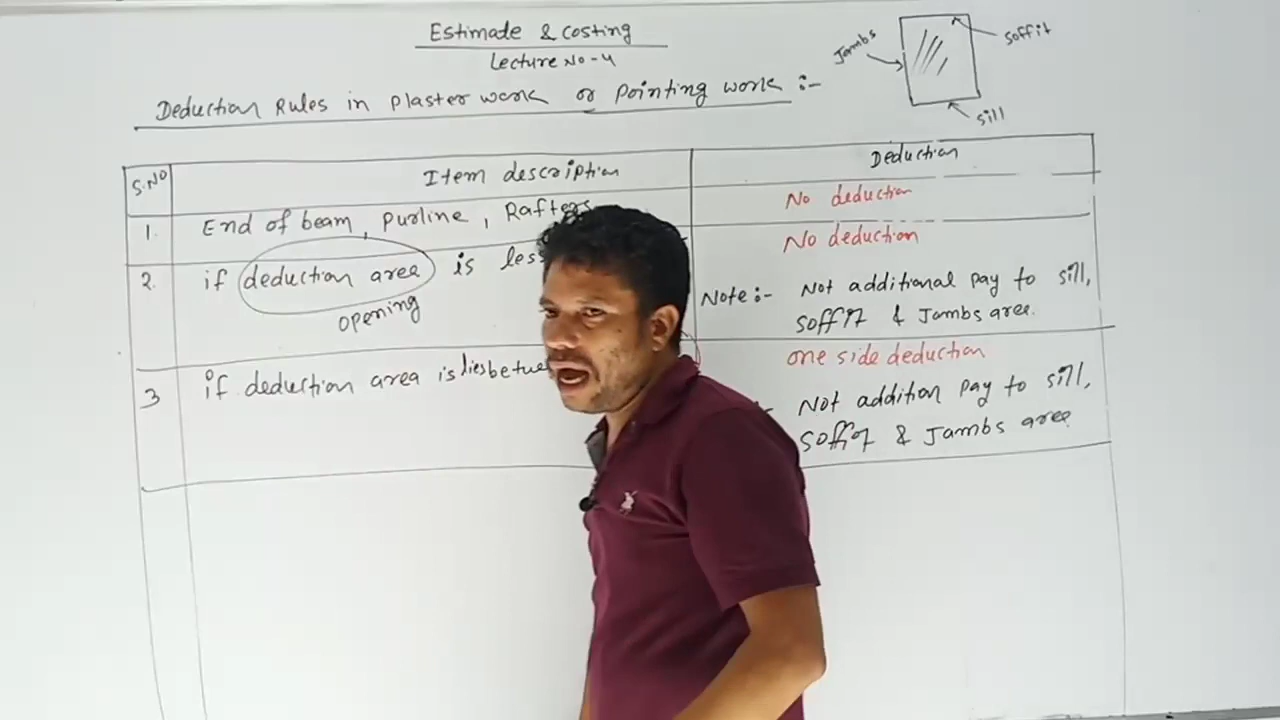 Estimade & costing
Lecture No-4
Deduction Rules in plaster work or pointing work :-
Jambs
soffit
sill
S.NO
Item description
Deduction
1.
End of beam, purline, Rafters
No deduction
2.
if deduction area is less
opening
No deduction
Note :- Not additional pay to sill,
soffit & Jambs area.
3
if deduction area is lies
one side deduction
Not addition pay to sill,
& Jambs area